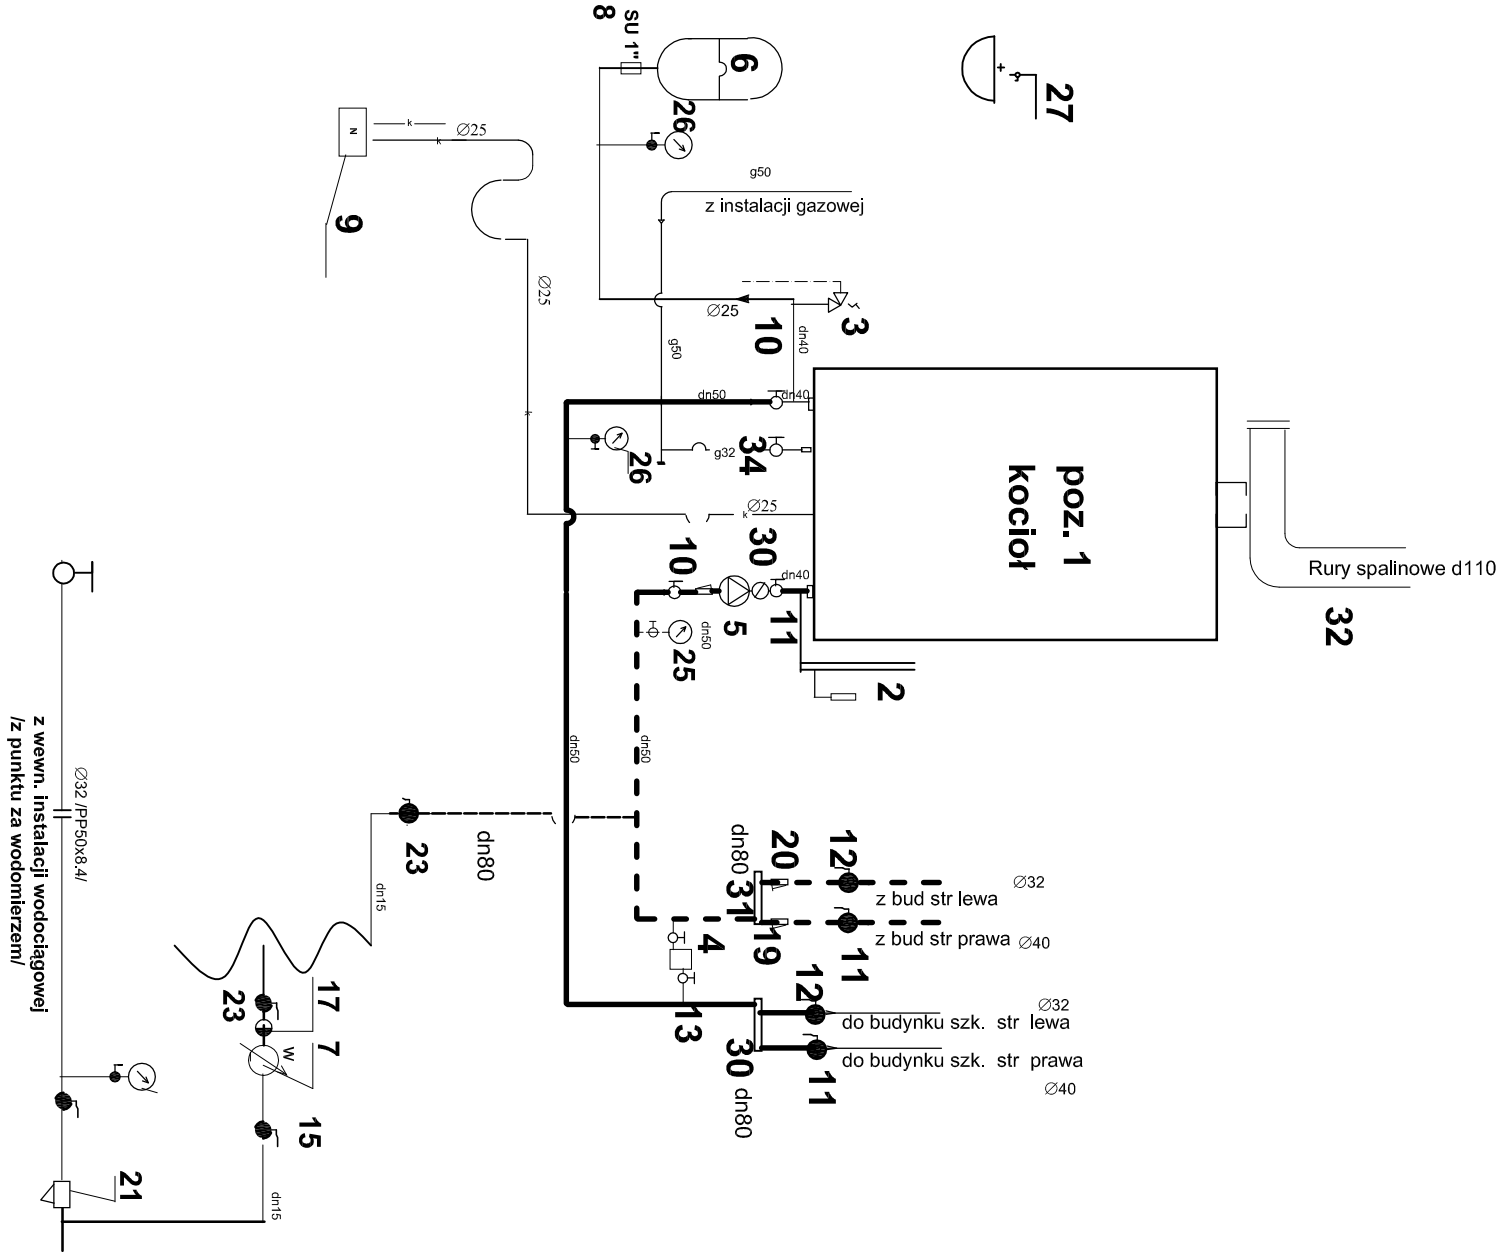 8
SU 1"
6
26
27
N
k
k
Ø25
9
g50
z instalacji gazowej
Ø25
Ø25
10
3
dn40
g50
dn50
dn40
k
26
g32
34
poz. 1
kocioł
Ø25
k
10
30
dn40
Rury spalinowe d110
32
5
11
dn50
25
2
dn50
dn50
z wewn. instalacji wodociągowej
/z punktu za wodomierzem/
Ø32 /PP50x8.4/
23
dn80
dn15
dn80
20
12
Ø32
z bud str lewa
31
19
11
z bud str prawa
Ø40
4
13
17
23
7
W
12
Ø32
do budynku szk. str lewa
30
11
do budynku szk. str prawa
Ø40
dn80
15
21
dn15